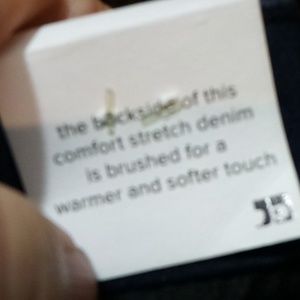 the backside of this
comfort stretch denim
is brushed for a
warmer and softer touch